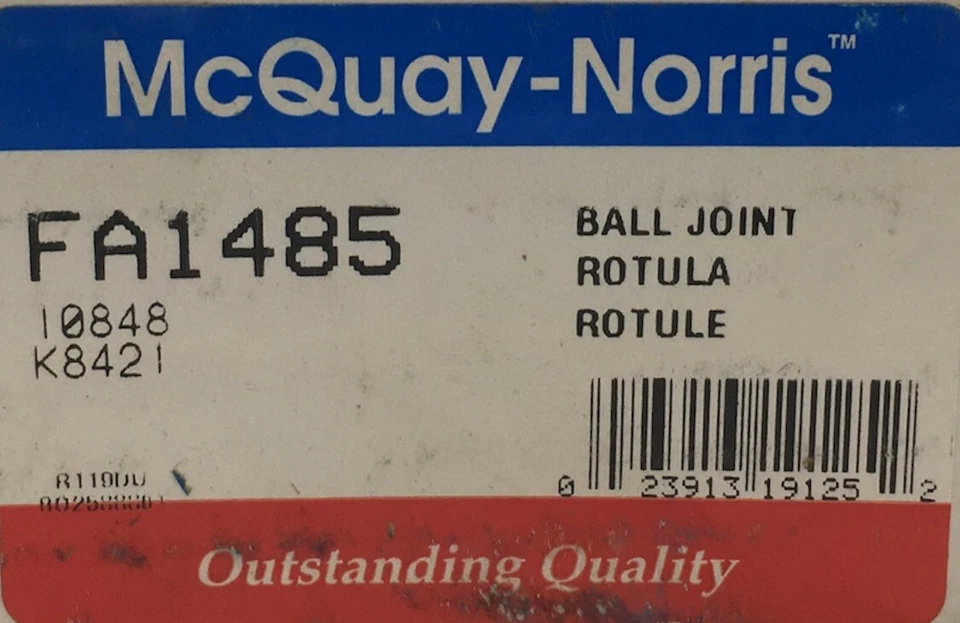 McQuay-Norris™
FA1485
10848
K8421
BALL JOINT
ROTULA
ROTULE
0 23913 19125 2
Outstanding Quality